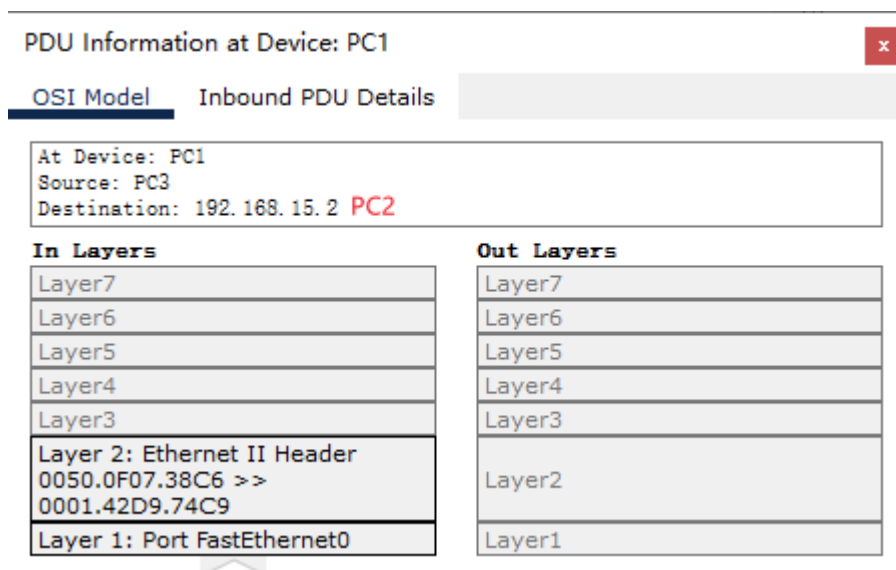 PDU Information at Device: PC1
x
OSI Model Inbound PDU Details
At Device: PC1
Source: PC3
Destination: 192.168.15.2 PC2
In Layers
Layer7
Layer6
Layer5
Layer4
Layer3
Layer 2: Ethernet II Header
0050.0F07.38C6 >>
0001.42D9.74C9
Layer 1: Port FastEthernet0
Out Layers
Layer7
Layer6
Layer5
Layer4
Layer3
Layer2
Layer1